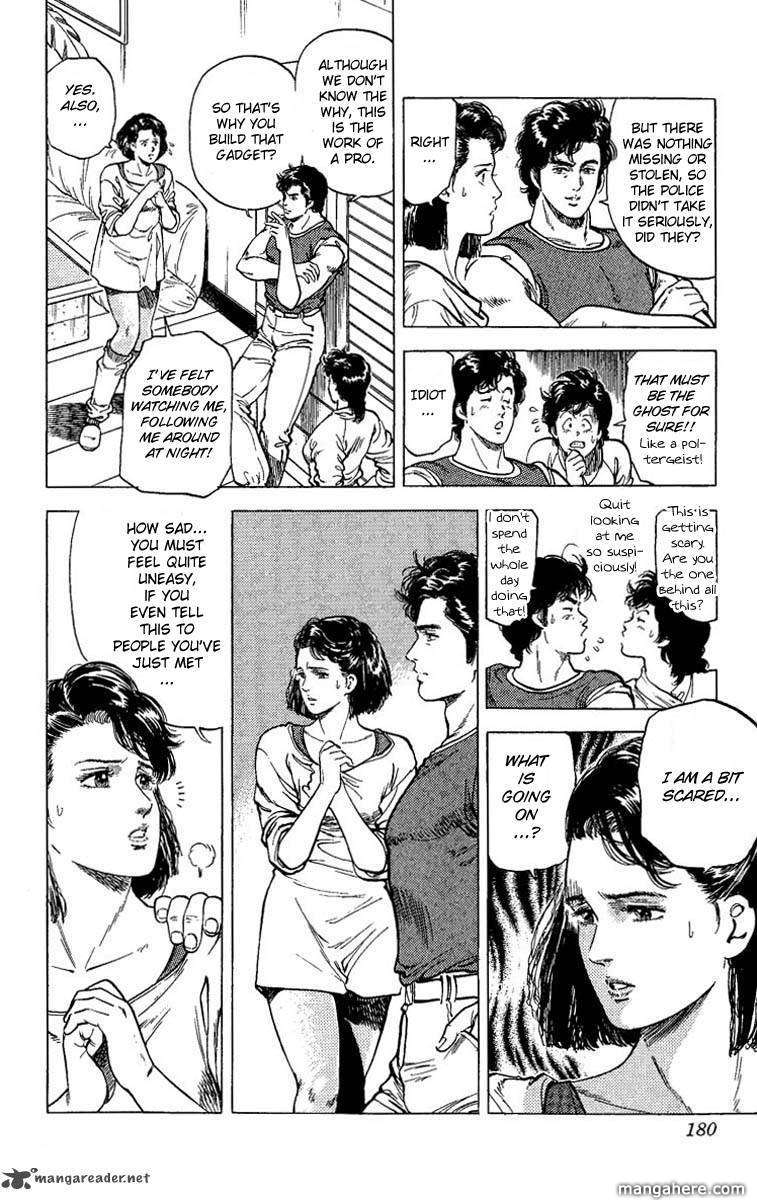 BUT THERE
WAS NOTHING
MISSING OR
STOLEN, SO
THE POLICE
DIDN'T TAKE
IT SERIOUSLY,
DID THEY?
RIGHT
...
THAT MUST
BE THE
GHOST FOR
SURE!!
Like a pol-
tergeist!
IDIOT
...
ALTHOUGH
WE DON'T
KNOW THE
WHY, THIS
IS THE
WORK OF
A PRO.
SO THAT'S
WHY YOU
BUILD THAT
GADGET?
YES.
ALSO,
...
I'VE FELT
SOMEBODY
WATCHING ME,
FOLLOWING
ME AROUND
AT NIGHT!
This is
getting
scary.
Are you
the one
behind all
this?
Quit
looking
at me
so suspi-
ciously!
I don't
spend
the
whole
day
doing
that!
I AM A BIT
SCARED...
WHAT
IS
GOING
ON
...?
HOW SAD...
YOU MUST
FEEL QUITE
UNEASY,
IF YOU
EVEN TELL
THIS TO
PEOPLE YOU'VE
JUST MET
...
180
mangareader.net
mangahere.com